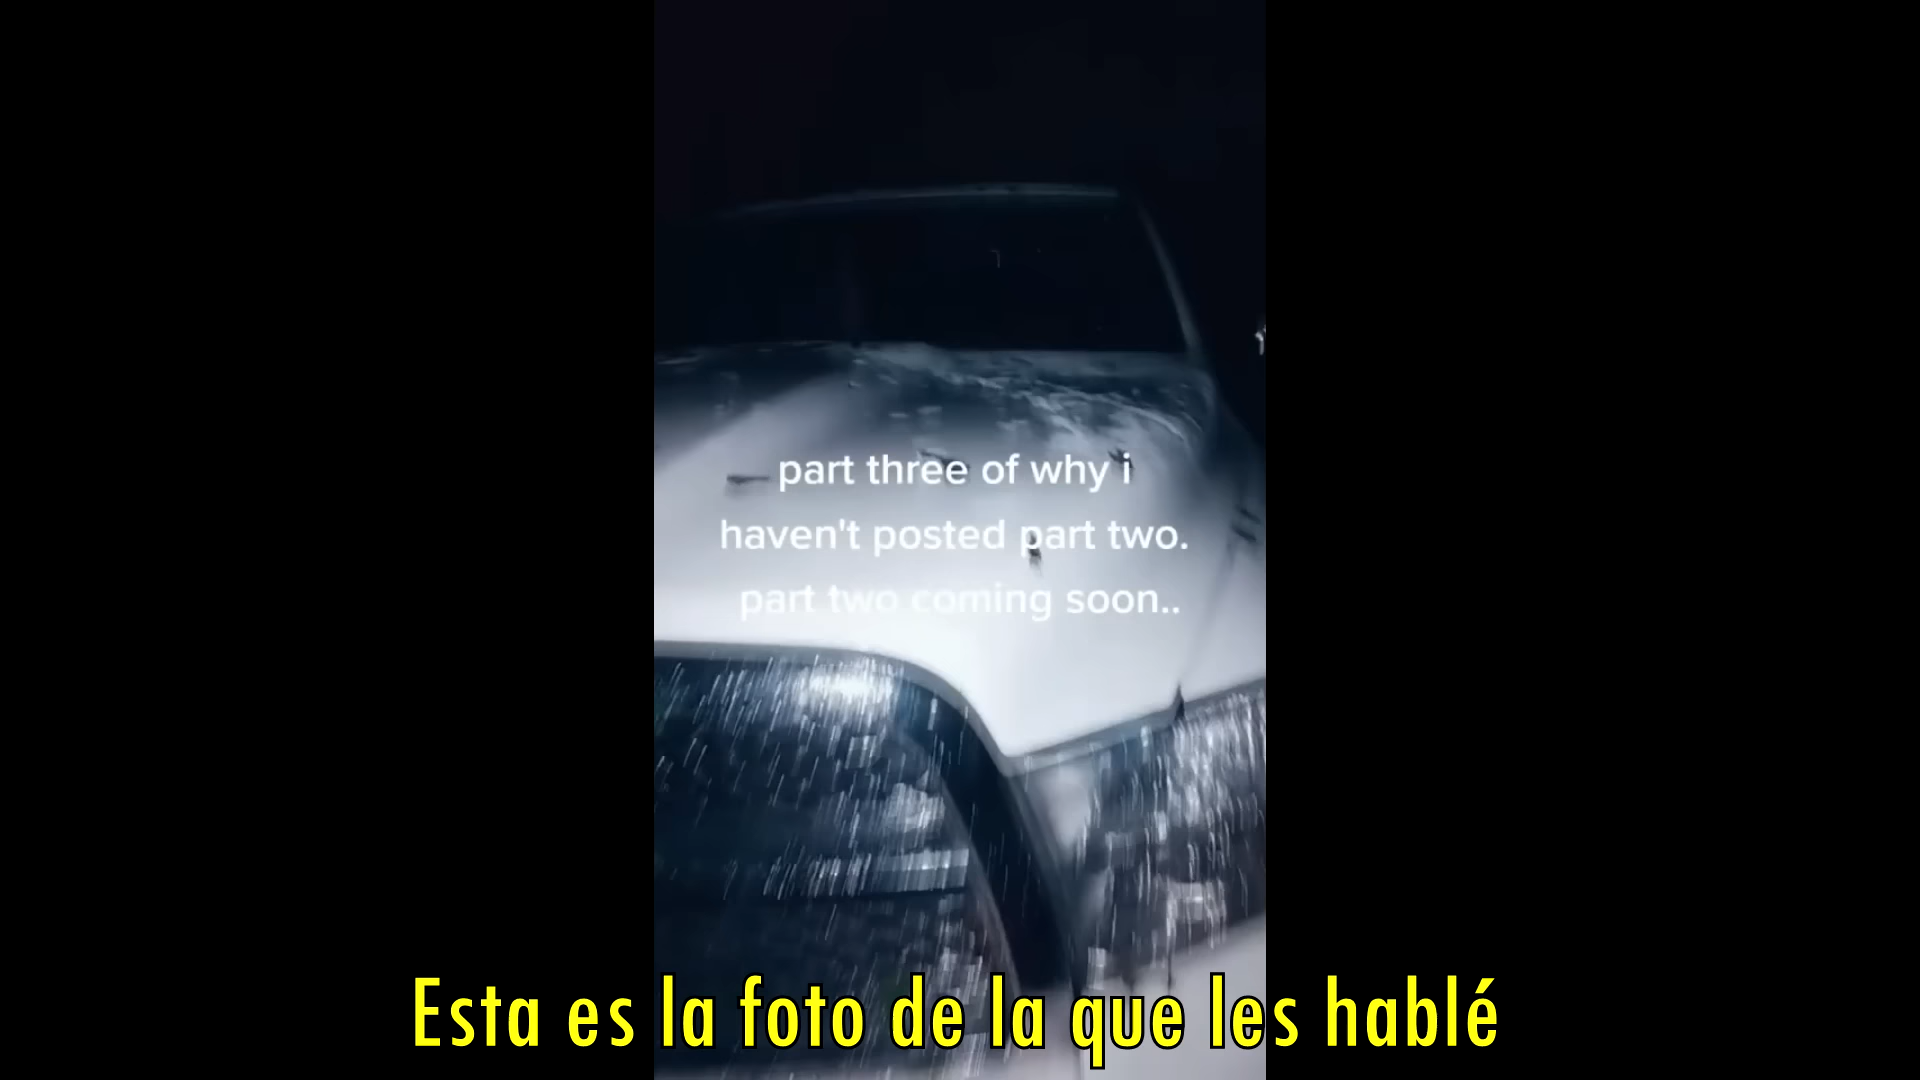 part three of why i
haven't posted part two.
part two coming soon..
Esta es la foto de la que les hablé